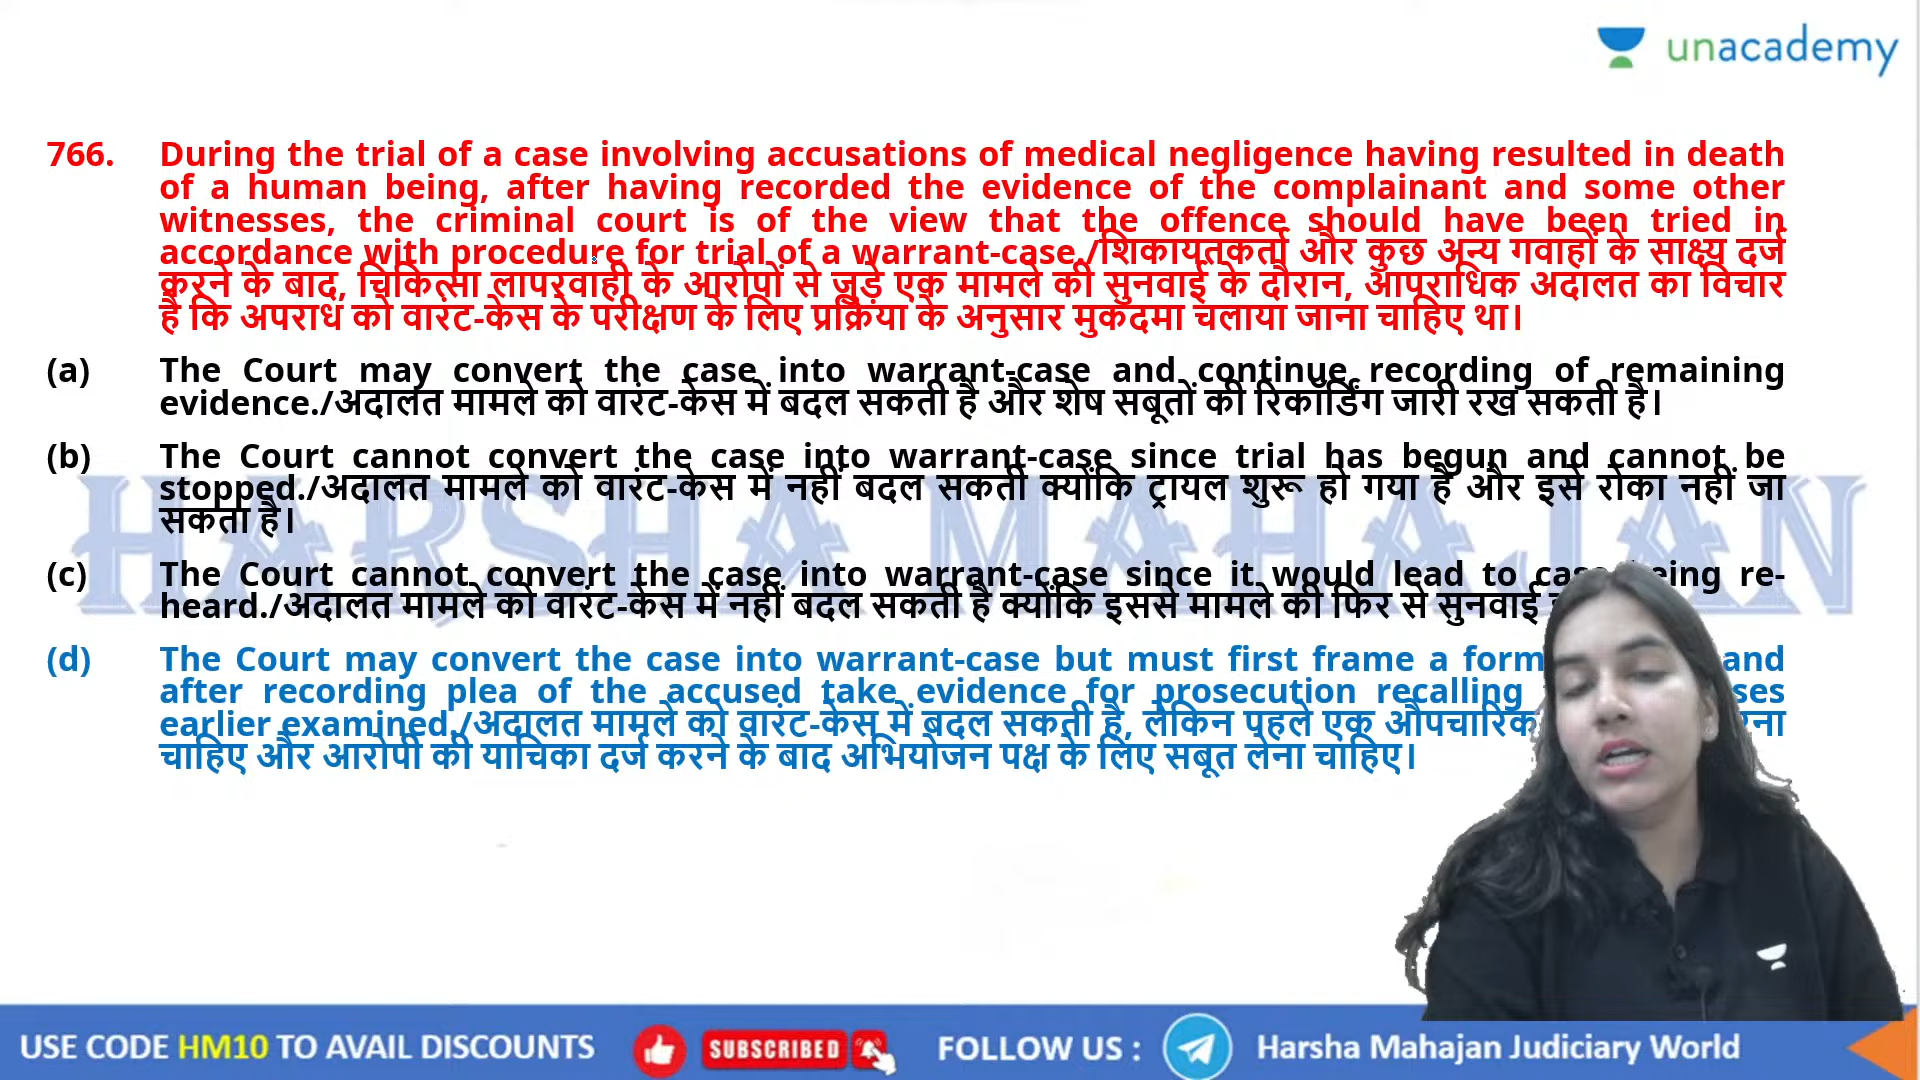 unacademy
766. During the trial of a case involving accusations of medical negligence having resulted in death
of a human being, after having recorded the evidence of the complainant and some other
witnesses, the criminal court is of the view that the offence should have been tried in
accordance with procedure for trial of a warrant-case./शिकायतकर्ता और कुछ अन्य गवाहों के साक्ष्य दर्ज
करने के बाद, चिकित्सा लापरवाही के आरोपों से जुड़े एक मामले की सुनवाई के दौरान, आपराधिक अदालत का विचार
है कि अपराध को वारंट-केस के परीक्षण के लिए प्रक्रिया के अनुसार मुकदमा चलाया जाना चाहिए था।
(a) The Court may convert the case into warrant-case and continue recording of remaining
evidence./अदालत मामले को वारंट-केस में बदल सकती है और शेष सबूतों की रिकॉर्डिंग जारी रख सकती है।
(b) The Court cannot convert the case into warrant-case since trial has begun and cannot be
stopped./अदालत मामले को वारंट-केस में नहीं बदल सकती क्योंकि ट्रायल शुरू हो गया है और इसे रोका नहीं जा
सकता है।
(c) The Court cannot convert the case into warrant-case since it would lead to case being re-
heard./अदालत मामले को वारंट-केस में नहीं बदल सकती है क्योंकि इससे मामले की फिर से सुनवाई
(d) The Court may convert the case into warrant-case but must first frame a and
after recording plea of the accused take evidence for prosecution recalling
earlier examined./अदालत मामले को वारंट-केस में बदल सकती है, लेकिन पहले एक औपचारिक
चाहिए और आरोपी की याचिका दर्ज करने के बाद अभियोजन पक्ष के लिए सबूत लेना चाहिए।
HARSHA MAHAJAN
USE CODE HM10 TO AVAIL DISCOUNTS
SUBSCRIBED
FOLLOW US :
Harsha Mahajan Judiciary World